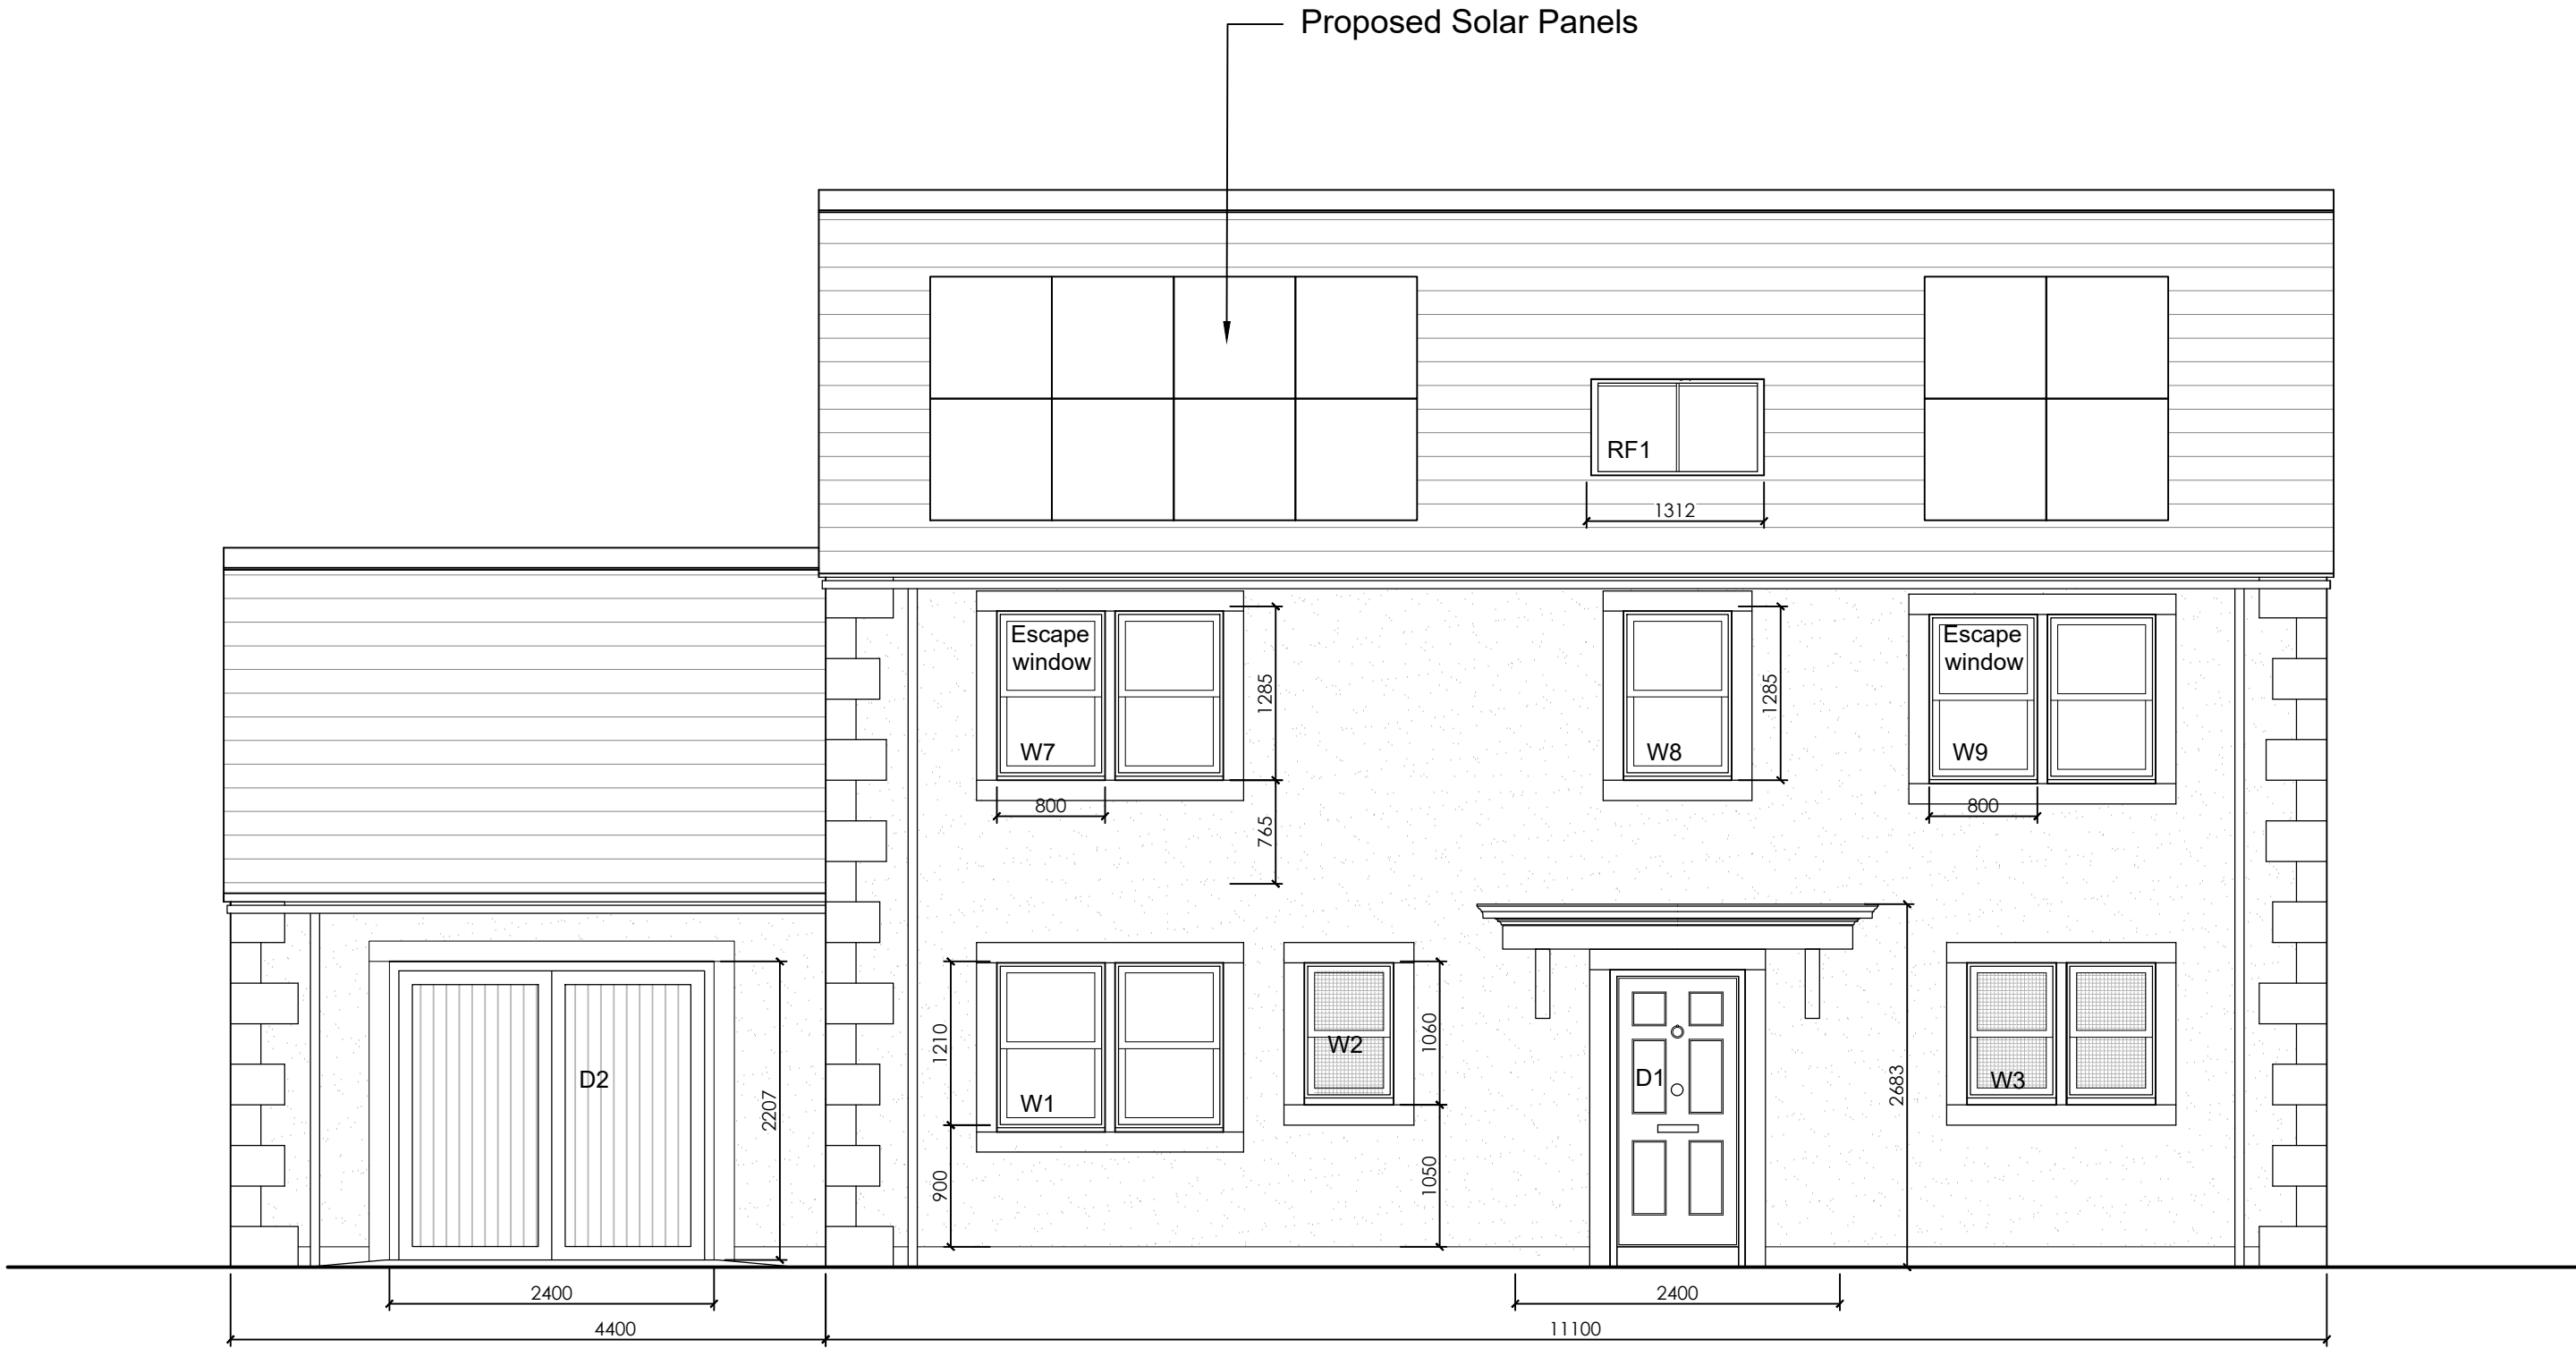 Proposed Solar Panels
RF1
1312
Escape
window
W7
1285
800
765
W8
1285
Escape
window
W9
800
D2
2207
1210
900
W1
W2
1060
1050
D1
2683
W3
2400
2400
4400
11100